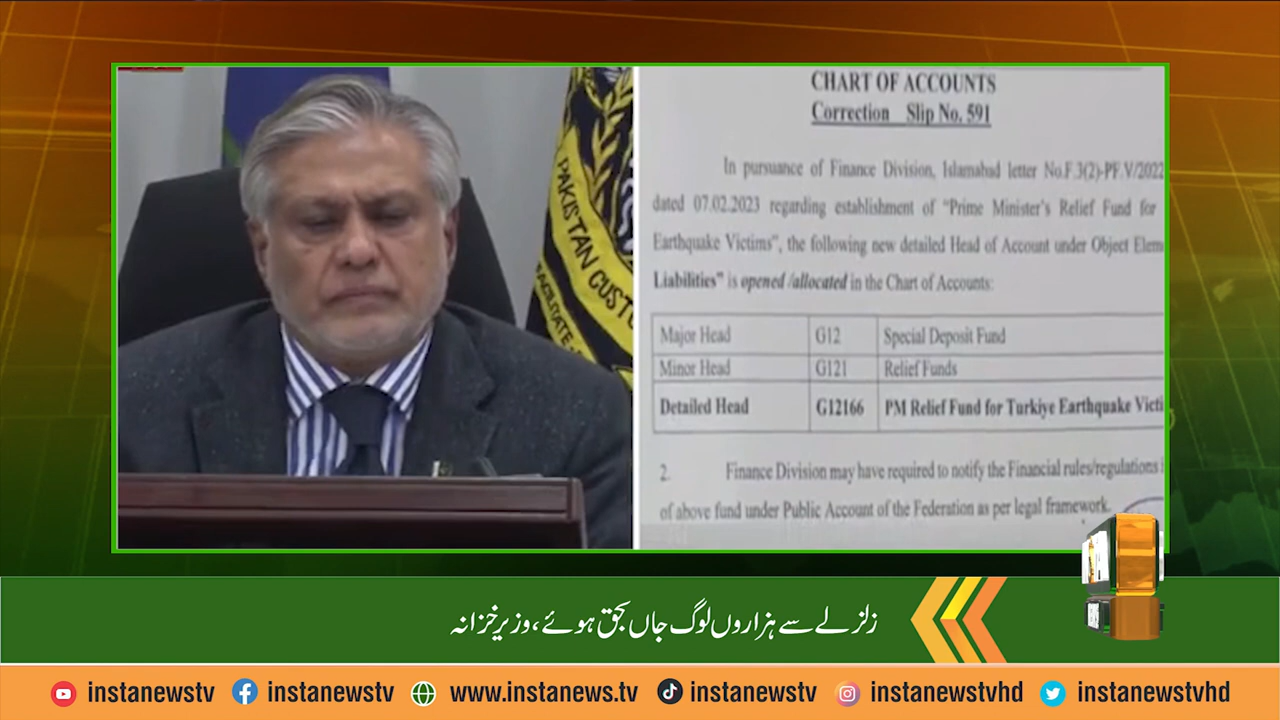 PAKISTAN CUSTO
CHART OF ACCOUNTS
Correction Slip No. 591
In pursuance of Finance Division, Islamabad letter No.F.3(2)-PF.V/2022
dated 07.02.2023 regarding establishment of "Prime Minister's Relief Fund for
Earthquake Victims", the following new detailed Head of Account under Object Elem
Liabilities" is opened /allocated in the Chart of Accounts:
Major Head G12 Special Deposit Fund
Minor Head G121 Relief Funds
Detailed Head G12166 PM Relief Fund for Turkiye Earthquake Victi
2. Finance Division may have required to notify the Financial rules/regulations
of above fund under Public Account of the Federation as per legal framework.
زلزلے سے ہزاروں لوگ جاں بحق ہوئے، وزیر خزانہ
instanewstv instanewstv www.instanews.tv instanewstv instanewstvhd instanewstvhd